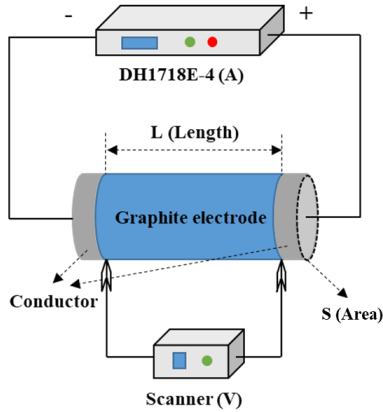 - +
DH1718E-4 (A)
L (Length)
Graphite electrode
Conductor
S (Area)
Scanner (V)